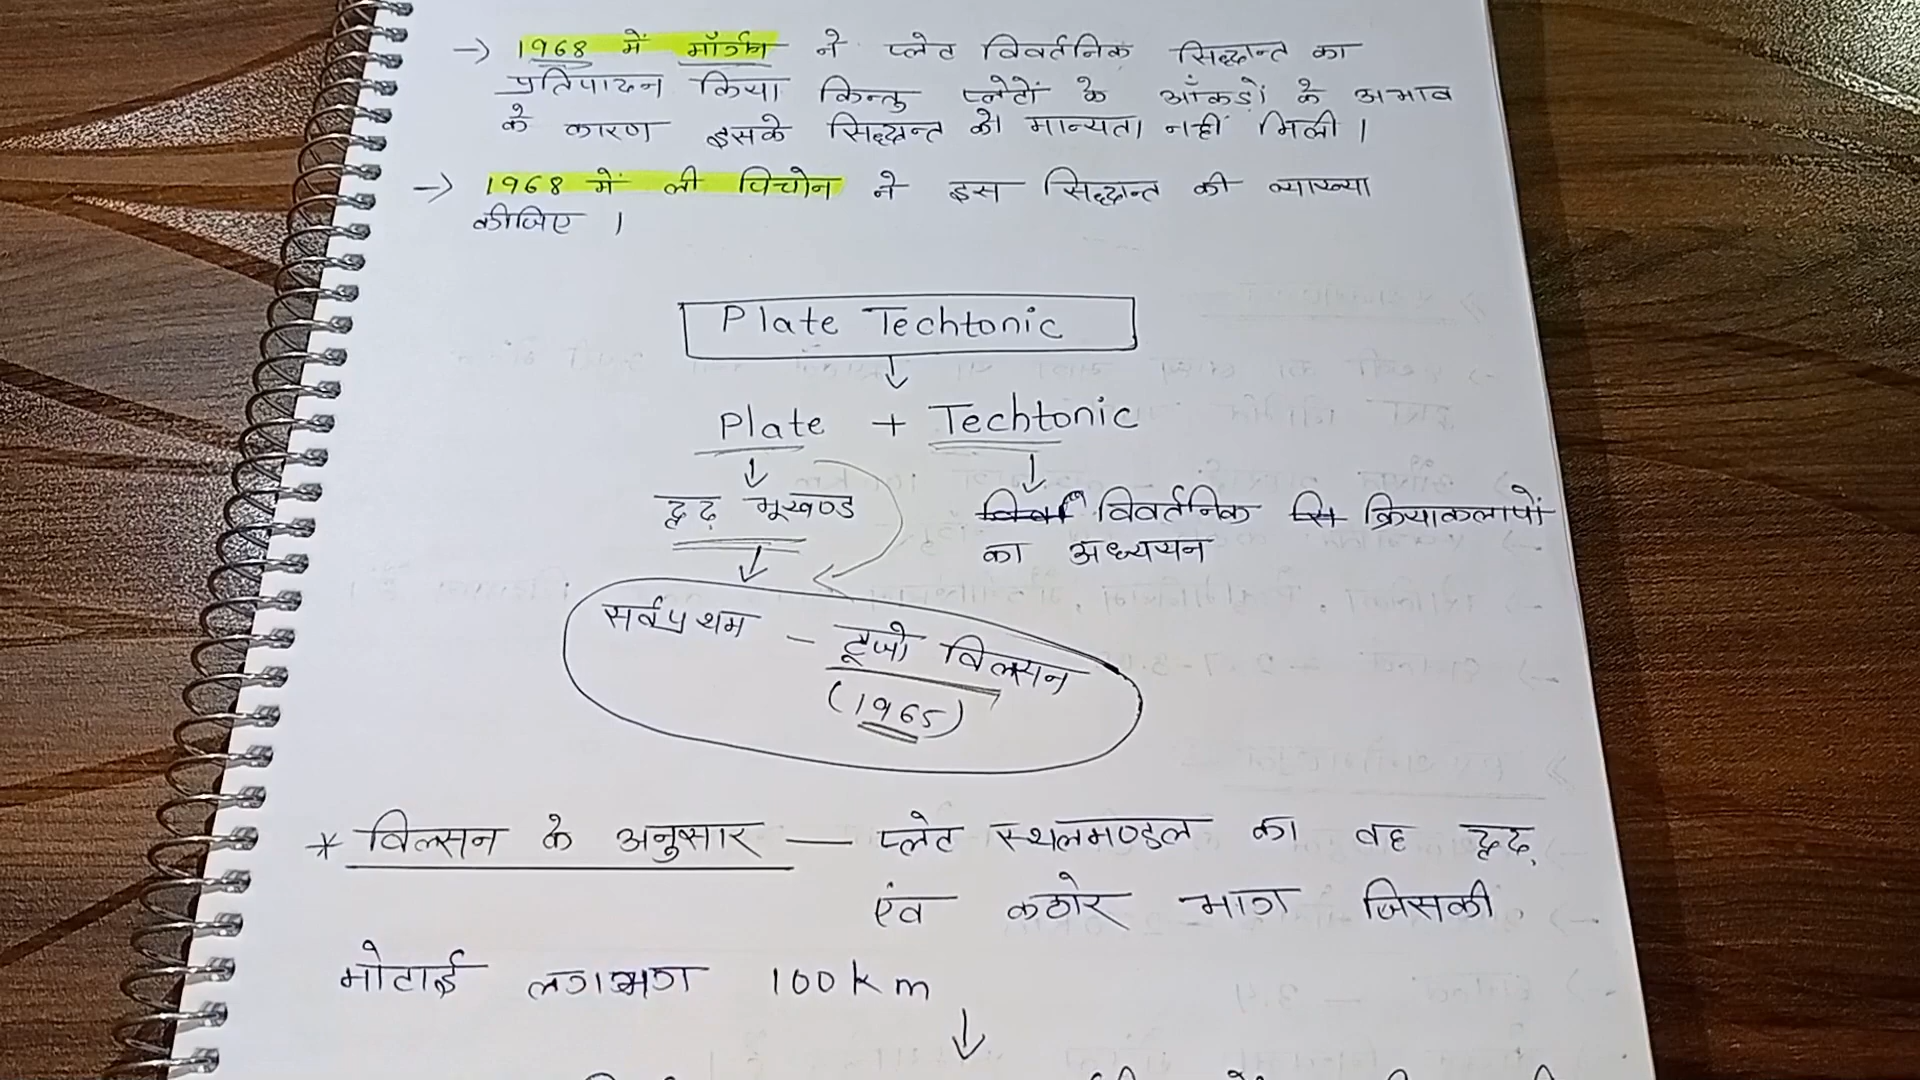 → 1968 में मॉर्गन ने प्लेट विवर्तनिक सिद्धान्त का
प्रतिपादन किया किन्तु प्लेटों के आँकड़ों के अभाव
के कारण इसके सिद्धान्त को मान्यता नहीं मिली ।
→ 1968 में ली पिचोन ने इस सिद्धान्त की व्याख्या
कीजिए ।
Plate Techtonic
Plate + Techtonic
दृढ़ भूखण्ड
विवर्तनिक क्रियाकलापों
का अध्ययन
सर्वप्रथम - टूजो विल्सन
(1965)
* विल्सन के अनुसार — प्लेट स्थलमण्डल का वह दृढ़
एंव कठोर भाग जिसकी
मोटाई लगभग 100 km